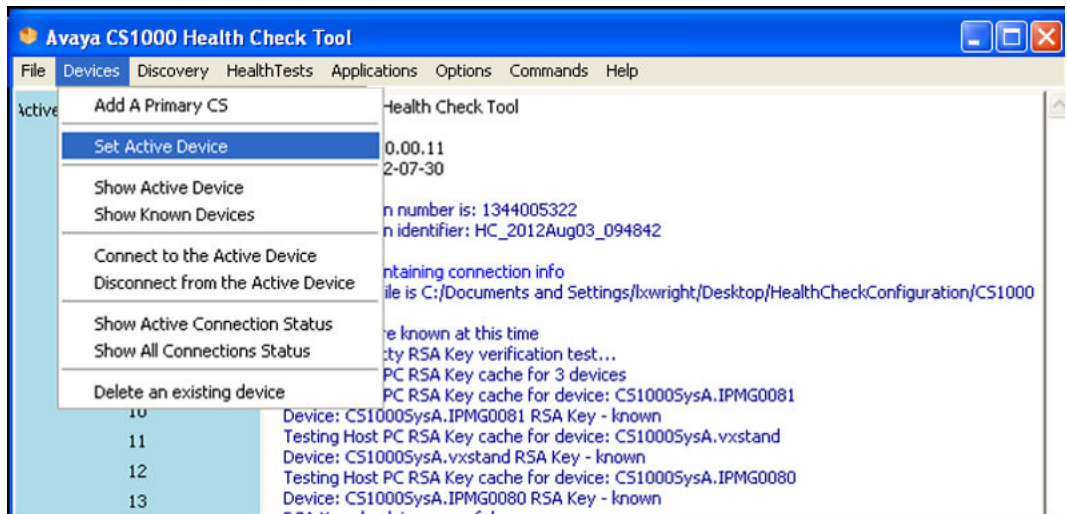 Avaya CS1000 Health Check Tool
File Devices Discovery HealthTests Applications Options Commands Help
Active
Add A Primary CS
Set Active Device
Show Active Device
Show Known Devices
Connect to the Active Device
Disconnect from the Active Device
Show Active Connection Status
Show All Connections Status
Delete an existing device
10
11
12
13
Health Check Tool
0.00.11
2-07-30
n number is: 1344005322
n identifier: HC_2012Aug03_094842
ntaining connection info
ile is C:/Documents and Settings/lxwright/Desktop/HealthCheckConfiguration/CS1000
e known at this time
ty RSA Key verification test...
PC RSA Key cache for 3 devices
PC RSA Key cache for device: CS1000SysA.IPMG0081
Device: CS1000SysA.IPMG0081 RSA Key - known
Testing Host PC RSA Key cache for device: CS1000SysA.vxstand
Device: CS1000SysA.vxstand RSA Key - known
Testing Host PC RSA Key cache for device: CS1000SysA.IPMG0080
Device: CS1000SysA.IPMG0080 RSA Key - known